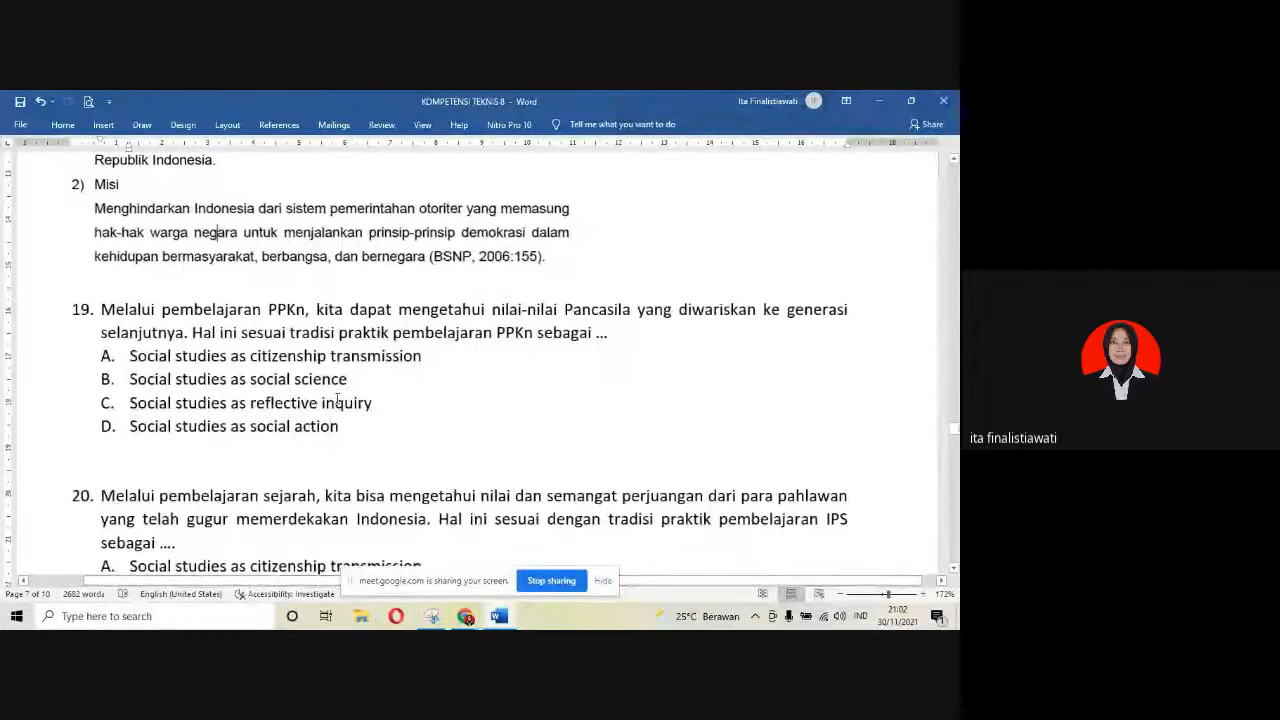 KOMPETENSI TEKNIS 8 - Word
Ita Finalistiawati
IF
File Home Insert Draw Design Layout References Mailings Review View Help Nitro Pro 10 Tell me what you want to do Share
Republik Indonesia.
2) Misi
Menghindarkan Indonesia dari sistem pemerintahan otoriter yang memasung
hak-hak warga negara untuk menjalankan prinsip-prinsip demokrasi dalam
kehidupan bermasyarakat, berbangsa, dan bernegara (BSNP, 2006:155).
19. Melalui pembelajaran PPKn, kita dapat mengetahui nilai-nilai Pancasila yang diwariskan ke generasi
selanjutnya. Hal ini sesuai tradisi praktik pembelajaran PPKn sebagai ...
A. Social studies as citizenship transmission
B. Social studies as social science
C. Social studies as reflective inquiry
D. Social studies as social action
20. Melalui pembelajaran sejarah, kita bisa mengetahui nilai dan semangat perjuangan dari para pahlawan
yang telah gugur memerdekakan Indonesia. Hal ini sesuai dengan tradisi praktik pembelajaran IPS
sebagai ....
A. Social studies as citizenship transmission
meet.google.com is sharing your screen. Stop sharing Hide
Page 7 of 10 2682 words English (United States) Accessibility: Investigate 172%
Type here to search
25°C Berawan IND
21:02
30/11/2021
ita finalistiawati